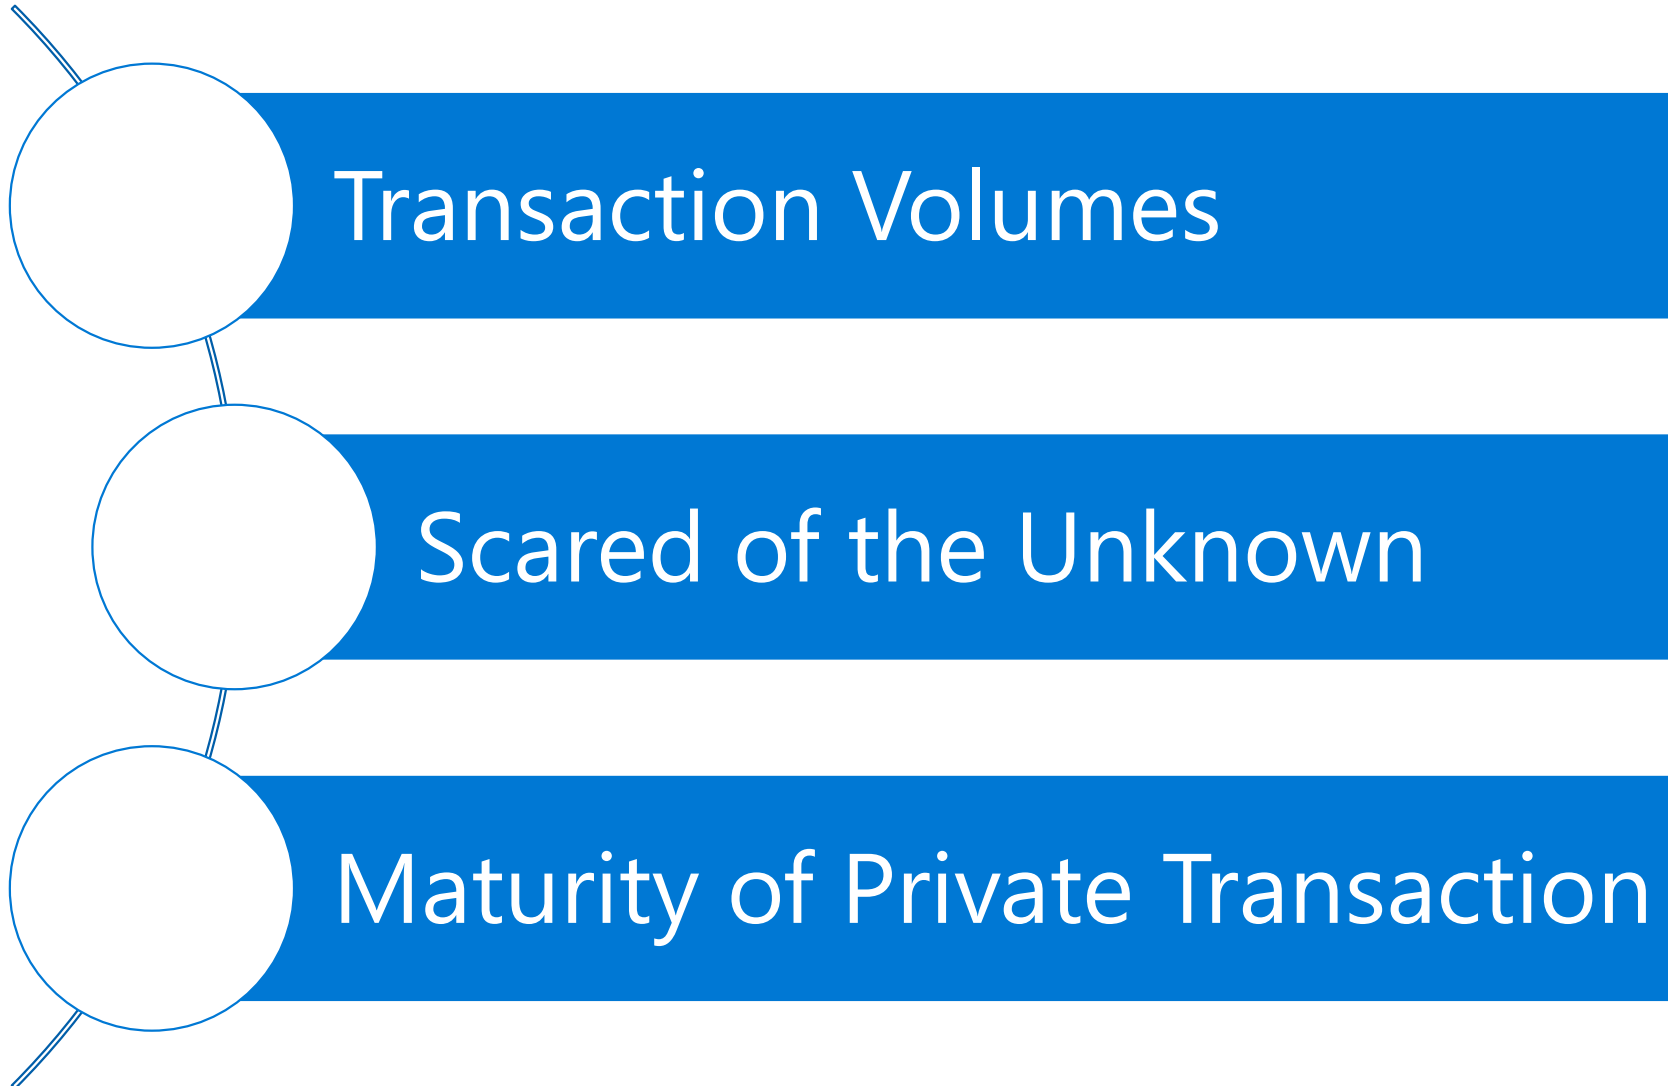 Transaction Volumes
Scared of the Unknown
Maturity of Private Transaction